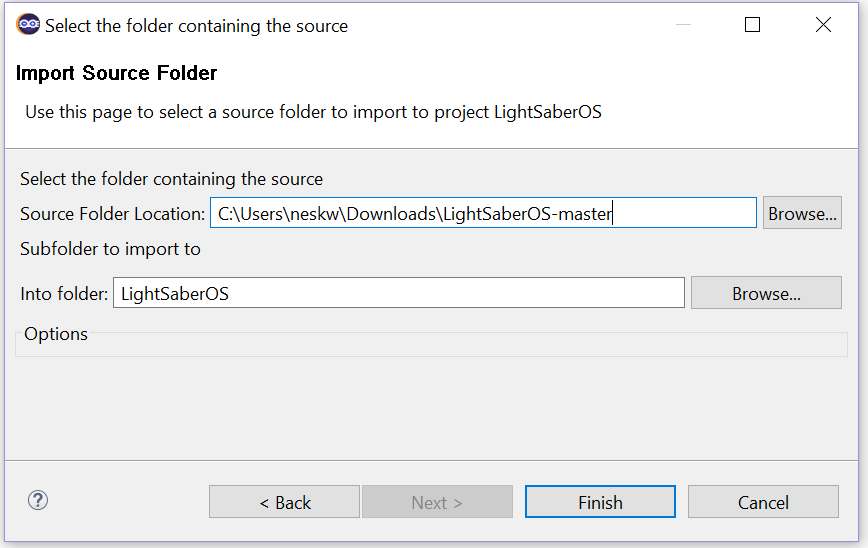 Select the folder containing the source
Import Source Folder
Use this page to select a source folder to import to project LightSaberOS
Select the folder containing the source
Source Folder Location: C:\Users\neskw\Downloads\LightSaberOS-master Browse...
Subfolder to import to
Into folder: LightSaberOS Browse...
Options
? < Back Next > Finish Cancel